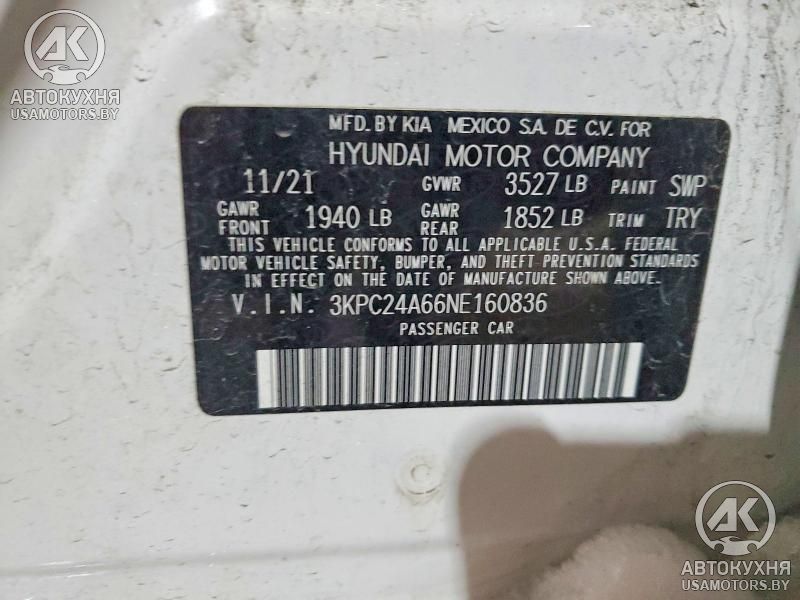 AK
АВТОКУХНЯ
USAMOTORS.BY
MFD. BY KIA MEXICO S.A. DE C.V. FOR
HYUNDAI MOTOR COMPANY
11/21 GVWR 3527 LB PAINT SWP
GAWR FRONT 1940 LB GAWR REAR 1852 LB TRIM TRY
THIS VEHICLE CONFORMS TO ALL APPLICABLE U.S.A. FEDERAL
MOTOR VEHICLE SAFETY, BUMPER, AND THEFT PREVENTION STANDARDS
IN EFFECT ON THE DATE OF MANUFACTURE SHOWN ABOVE.
V.I.N. 3KPC24A66NE160836
PASSENGER CAR
AK
АВТОКУХНЯ
USAMOTORS.BY